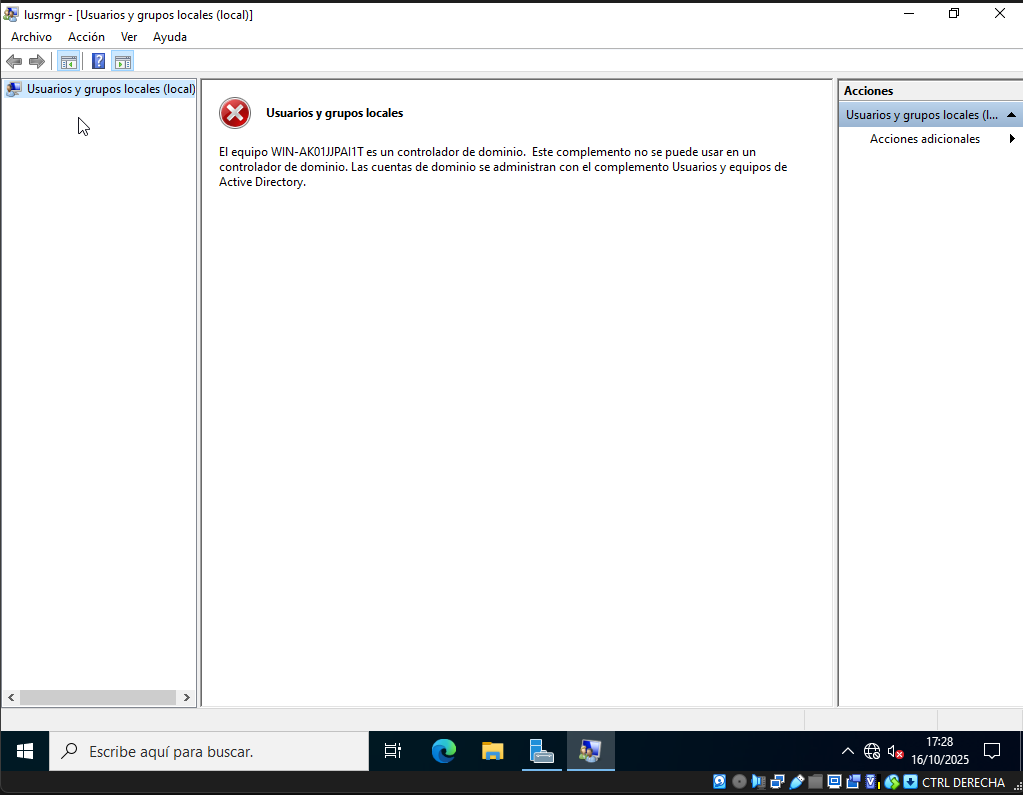 lusrmgr - [Usuarios y grupos locales (local)]
Archivo Acción Ver Ayuda
Usuarios y grupos locales (local)
Usuarios y grupos locales
El equipo WIN-AK01JJPAI1T es un controlador de dominio.  Este complemento no se puede usar en un
controlador de dominio. Las cuentas de dominio se administran con el complemento Usuarios y equipos de
Active Directory.
Acciones
Usuarios y grupos locales (l...
Acciones adicionales
Escribe aquí para buscar.
17:28
16/10/2025
CTRL DERECHA